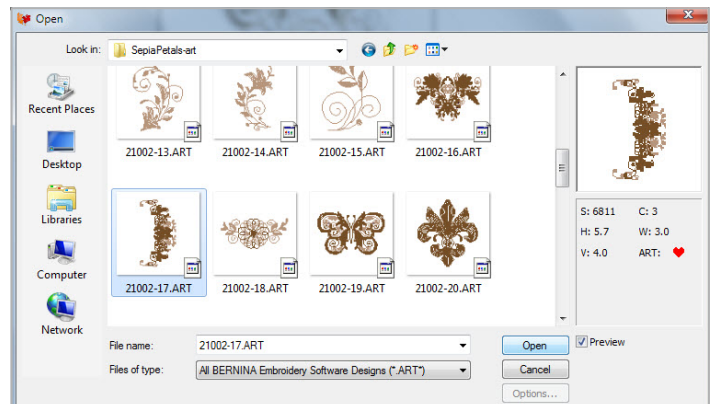 Open
Look in: SepiaPetals-art
Recent Places
Desktop
Libraries
Computer
Network
21002-13.ART 21002-14.ART 21002-15.ART 21002-16.ART
21002-17.ART 21002-18.ART 21002-19.ART 21002-20.ART
S: 6811 C: 3
H: 5.7 W: 3.0
V: 4.0 ART:
File name: 21002-17.ART Open Preview
Files of type: All BERNINA Embroidery Software Designs (*.ART*) Cancel
Options...